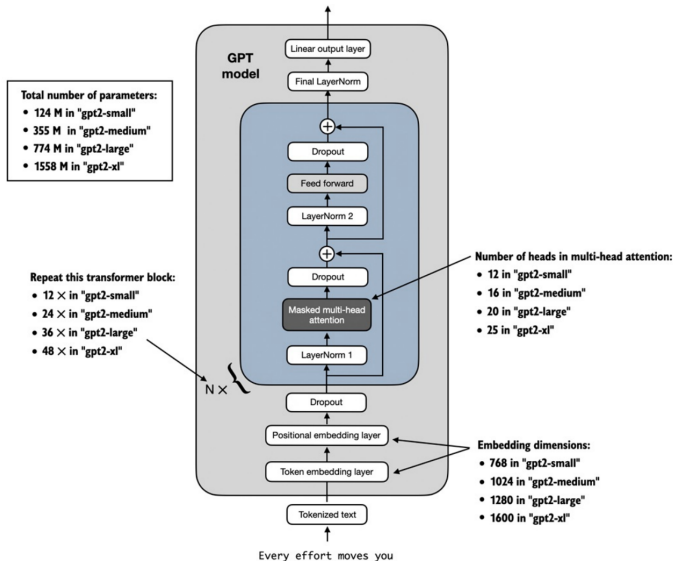 GPT
model
Linear output layer
Final LayerNorm
Total number of parameters:
• 124 M in "gpt2-small"
• 355 M in "gpt2-medium"
• 774 M in "gpt2-large"
• 1558 M in "gpt2-xl"
Dropout
Feed forward
LayerNorm 2
Dropout
Masked multi-head
attention
LayerNorm 1
Number of heads in multi-head attention:
• 12 in "gpt2-small"
• 16 in "gpt2-medium"
• 20 in "gpt2-large"
• 25 in "gpt2-xl"
Repeat this transformer block:
• 12 × in "gpt2-small"
• 24 × in "gpt2-medium"
• 36 × in "gpt2-large"
• 48 × in "gpt2-xl"
N × {
Dropout
Positional embedding layer
Token embedding layer
Embedding dimensions:
• 768 in "gpt2-small"
• 1024 in "gpt2-medium"
• 1280 in "gpt2-large"
• 1600 in "gpt2-xl"
Tokenized text
Every effort moves you